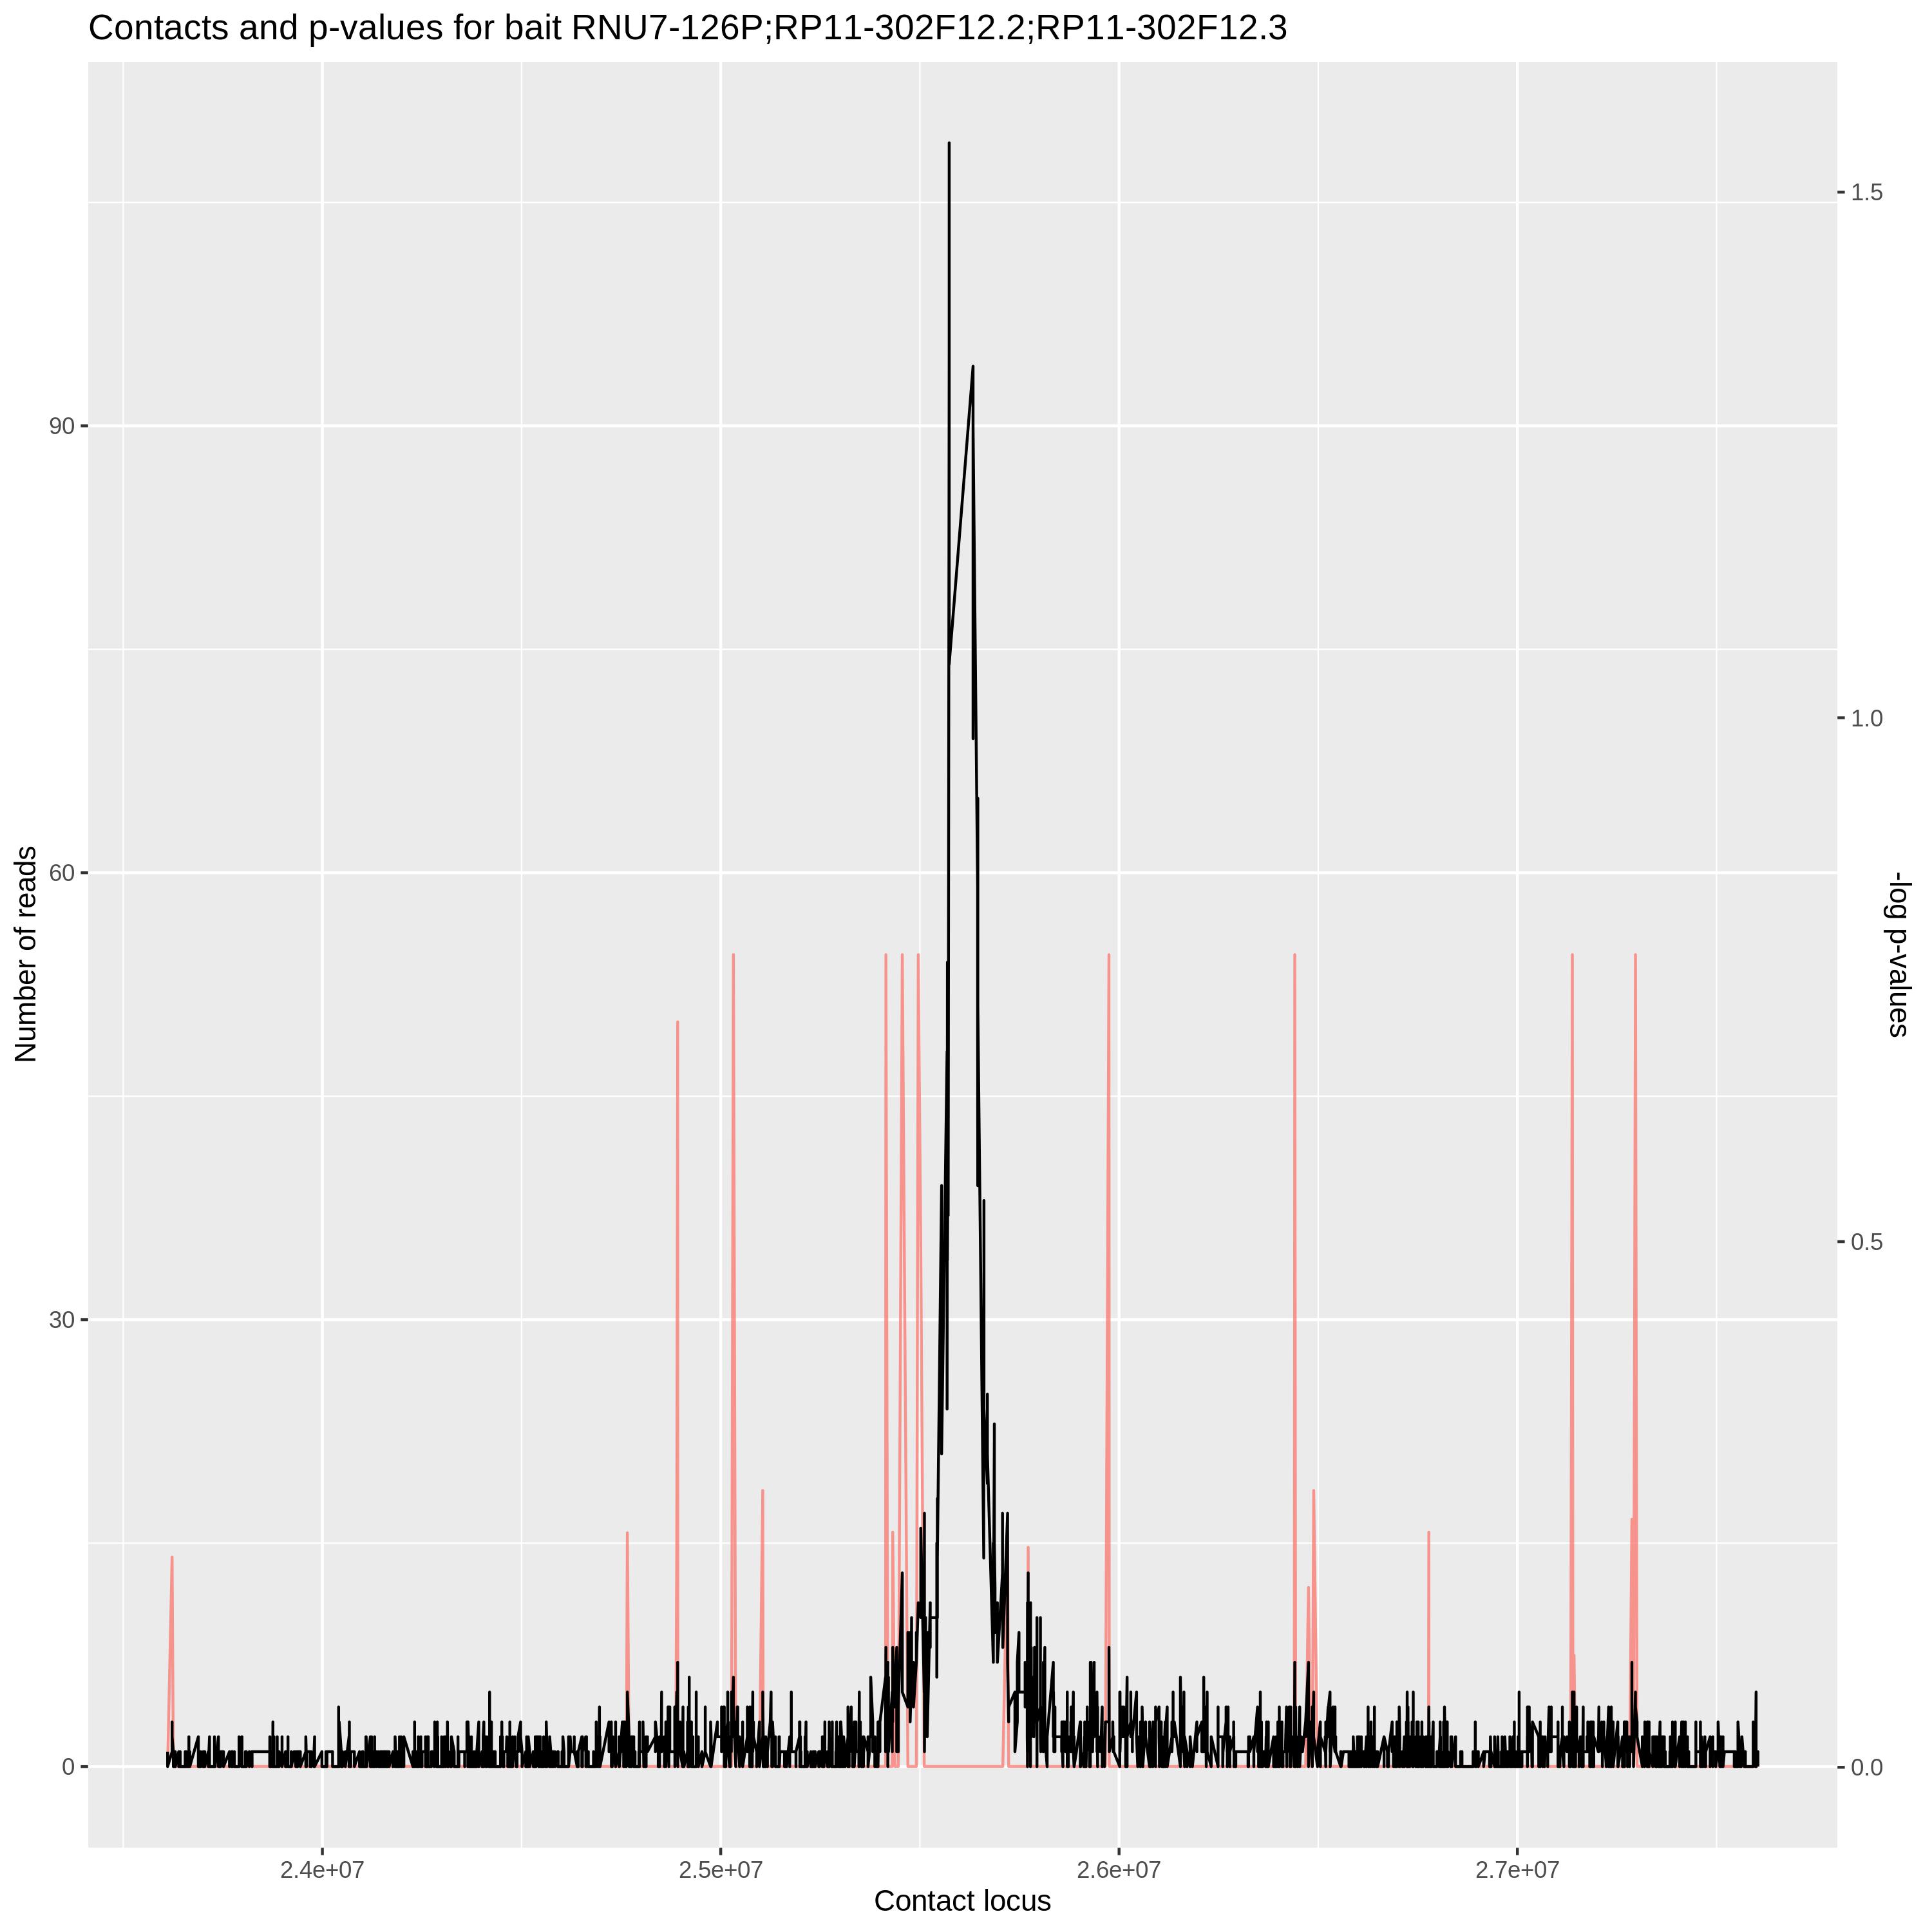 Contacts and p-values for bait RNU7-126P;RP11-302F12.2;RP11-302F12.3
1.5
90
1.0
60
Number of reads
-log p-values
0.5
30
0
0.0
2.4e+07
2.5e+07
2.6e+07
2.7e+07
Contact locus